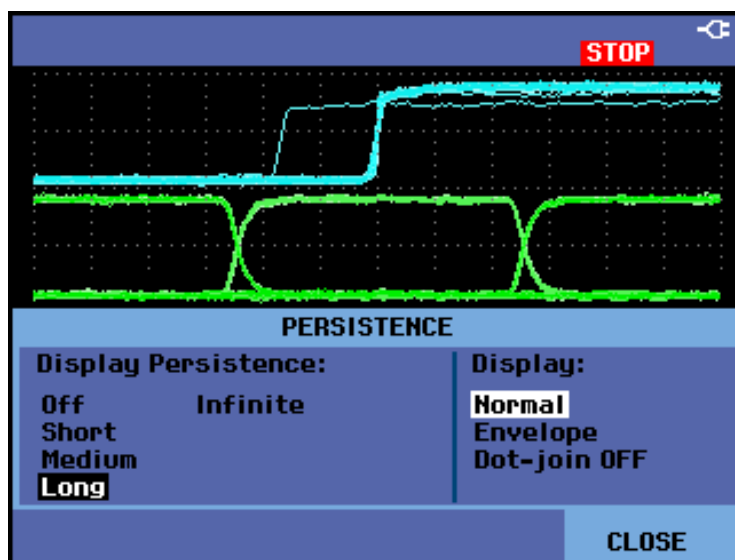 STOP
PERSISTENCE
Display Persistence:
Off Infinite
Short
Medium
Long
Display:
Normal
Envelope
Dot-join OFF
CLOSE